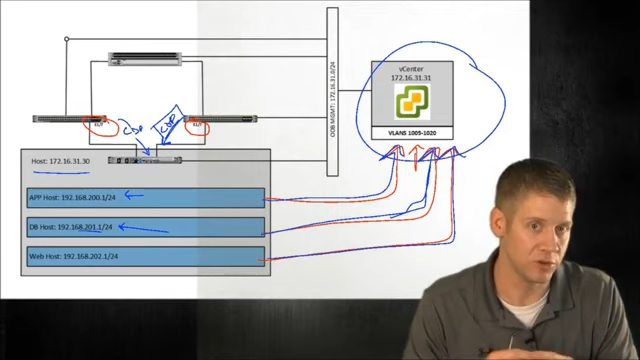 vCenter
172.16.31.31
VLANS 1005-1020
OOB MGMT: 172.16.31.0/24
CDP
CDP
Host: 172.16.31.30
APP Host: 192.168.200.1/24
DB Host: 192.168.201.1/24
Web Host: 192.168.202.1/24